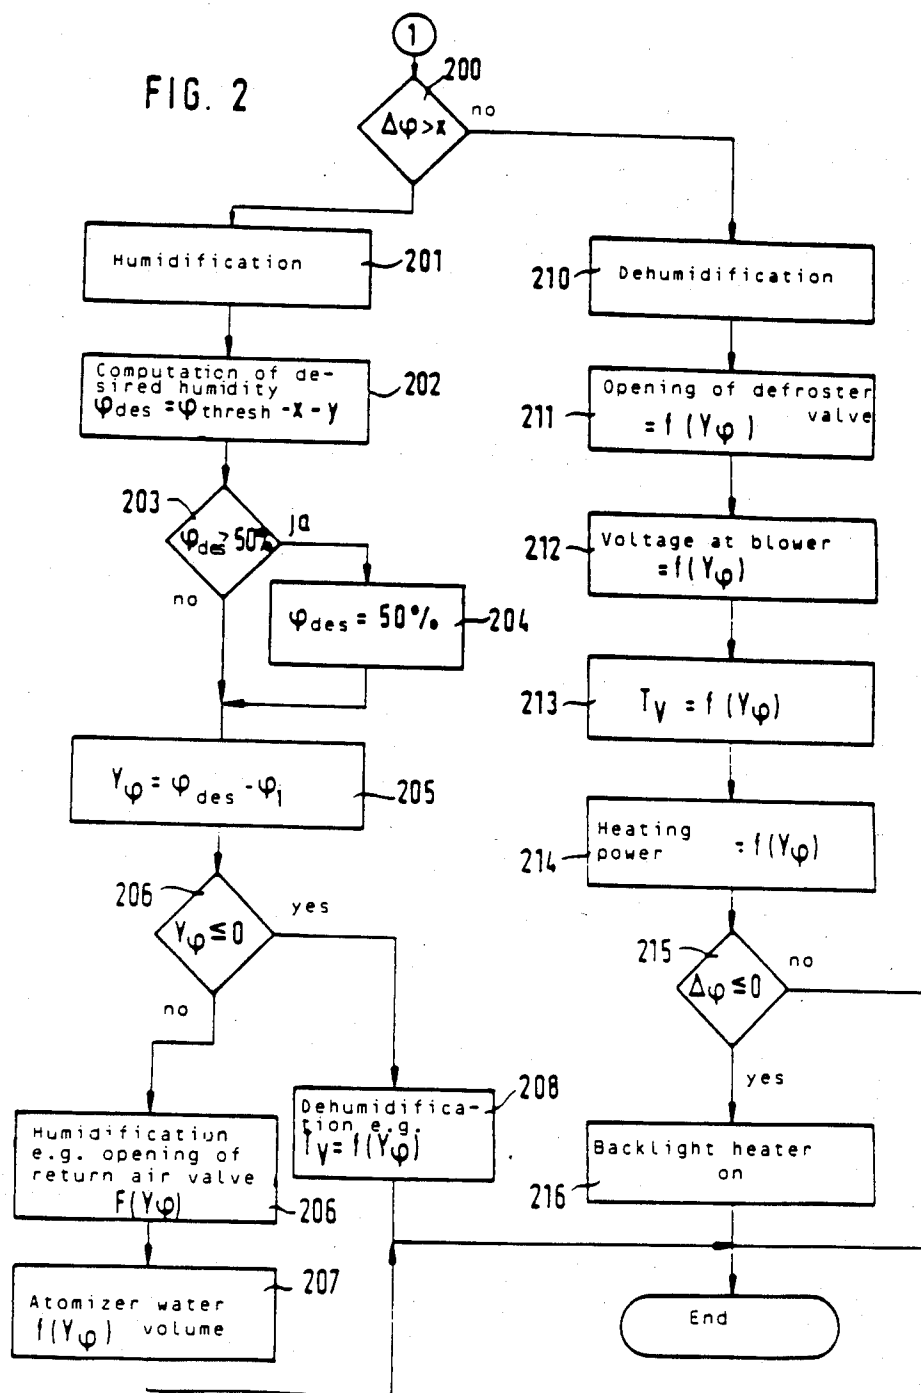 1
FIG. 2
200
Δφ>x
no
Humidification
201
210
Dehumidification
Computation of de-
sired humidity
φdes =φthresh -x-y
202
Opening of defroster
valve
= f(Yφ)
211
203
φdes>50%
ja
no
Voltage at blower
=f(Yφ)
212
φdes = 50%
204
213
TV = f(Yφ)
Yφ = φdes - φi
205
Heating
power = f(Yφ)
214
206
Yφ ≦ 0
yes
no
215
Δφ ≦ 0
no
yes
208
Dehumidifica-
tion e.g.
TV = f(Yφ)
Humidification
e.g. opening of
return air valve
F(Yφ)
206
Backlight heater
on
216
207
Atomizer water
f(Yφ) volume
End